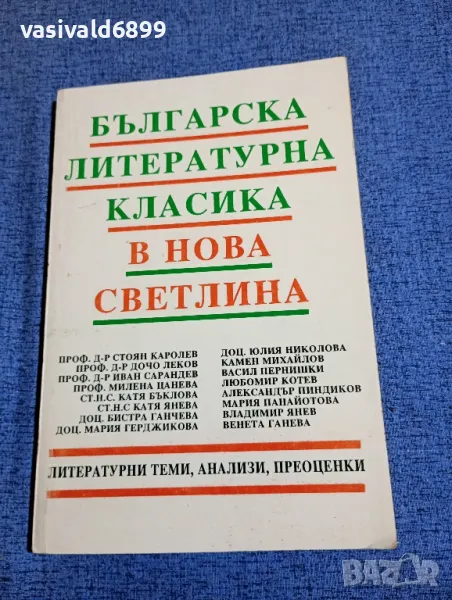 vasivald6899
БЪЛГАРСКА
ЛИТЕРАТУРНА
КЛАСИКА
В НОВА
СВЕТЛИНА
ПРОФ. Д-Р СТОЯН КАРОЛЕВ
ПРОФ. Д-Р ДОЧО ЛЕКОВ
ПРОФ. Д-Р ИВАН САРАНДЕВ
ПРОФ. МИЛЕНА ЦАНЕВА
СТ.Н.С. КАТЯ БЪКЛОВА
СТ.Н.С КАТЯ ЯНЕВА
ДОЦ. БИСТРА ГАНЧЕВА
ДОЦ. МАРИЯ ГЕРДЖИКОВА
ДОЦ. ЮЛИЯ НИКОЛОВА
КАМЕН МИХАЙЛОВ
ВАСИЛ ПЕРНИШКИ
ЛЮБОМИР КОТЕВ
АЛЕКСАНДЪР ПИНДИКОВ
МАРИЯ ПАНАЙОТОВА
ВЛАДИМИР ЯНЕВ
ВЕНЕТА ГАНЕВА
ЛИТЕРАТУРНИ ТЕМИ, АНАЛИЗИ, ПРЕОЦЕНКИ
BAZAR